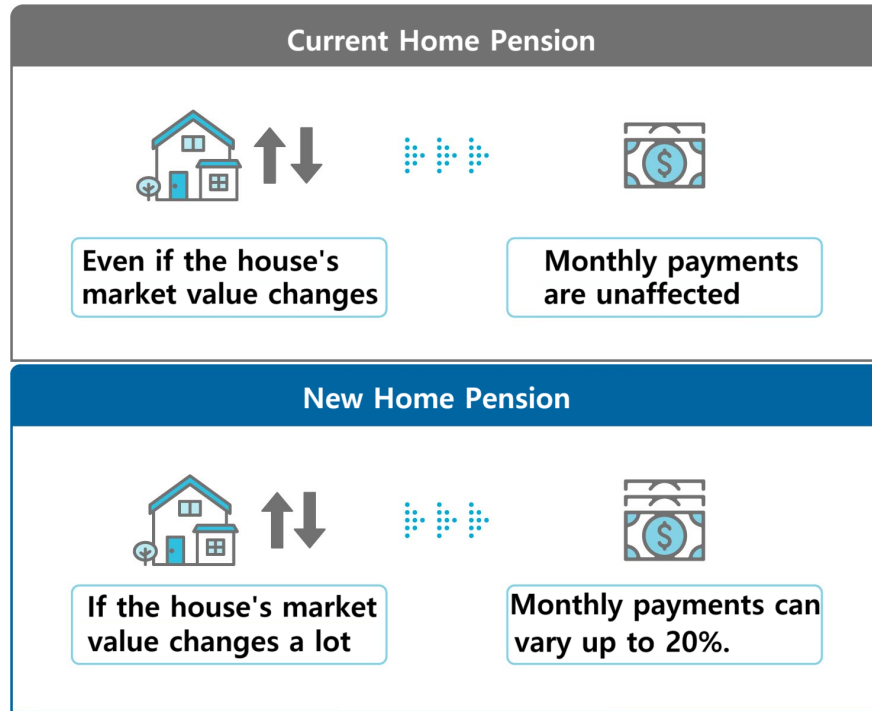 Current Home Pension
Even if the house's
market value changes
Monthly payments
are unaffected
New Home Pension
If the house's market
value changes a lot
Monthly payments can
vary up to 20%.